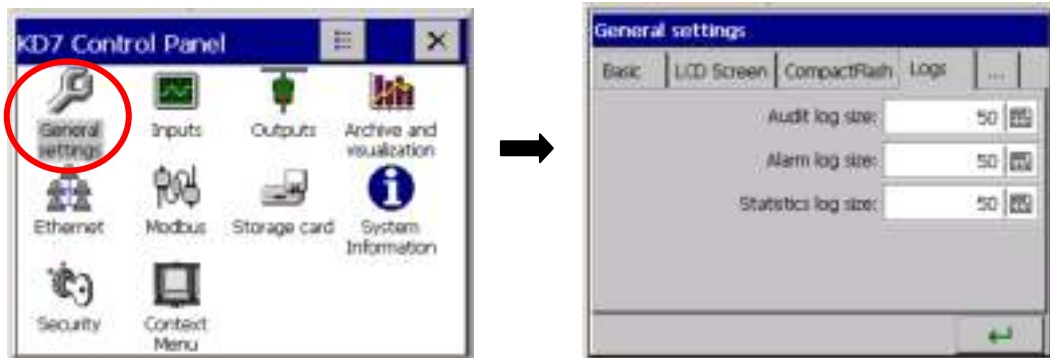 KD7 Control Panel
General settings
Inputs
Outputs
Archive and visualization
Ethernet
Modbus
Storage card
System Information
Security
Context Menu
General settings
Basic
LCD Screen
CompactFlash
Logs
...
Audit log size: 50
Alarm log size: 50
Statistics log size: 50